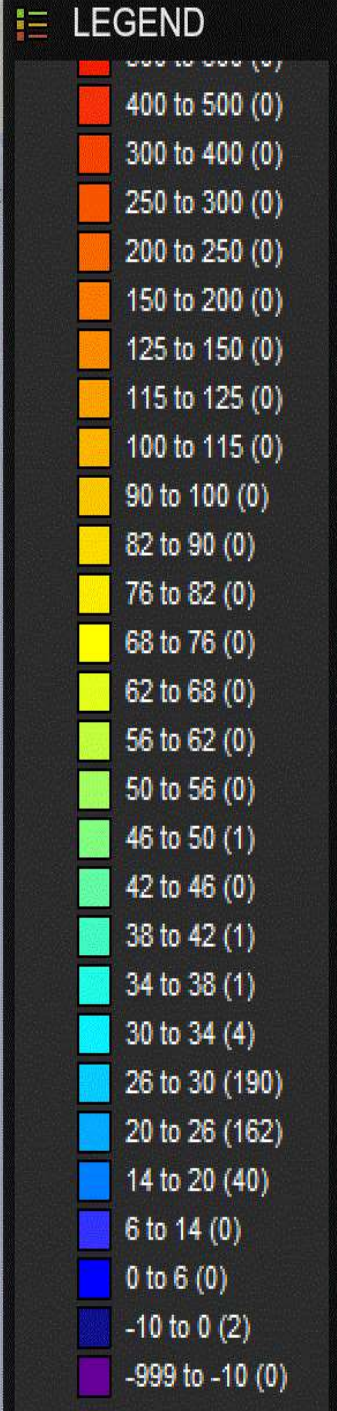 LEGEND
400 to 500 (0)
300 to 400 (0)
250 to 300 (0)
200 to 250 (0)
150 to 200 (0)
125 to 150 (0)
115 to 125 (0)
100 to 115 (0)
90 to 100 (0)
82 to 90 (0)
76 to 82 (0)
68 to 76 (0)
62 to 68 (0)
56 to 62 (0)
50 to 56 (0)
46 to 50 (1)
42 to 46 (0)
38 to 42 (1)
34 to 38 (1)
30 to 34 (4)
26 to 30 (190)
20 to 26 (162)
14 to 20 (40)
6 to 14 (0)
0 to 6 (0)
-10 to 0 (2)
-999 to -10 (0)